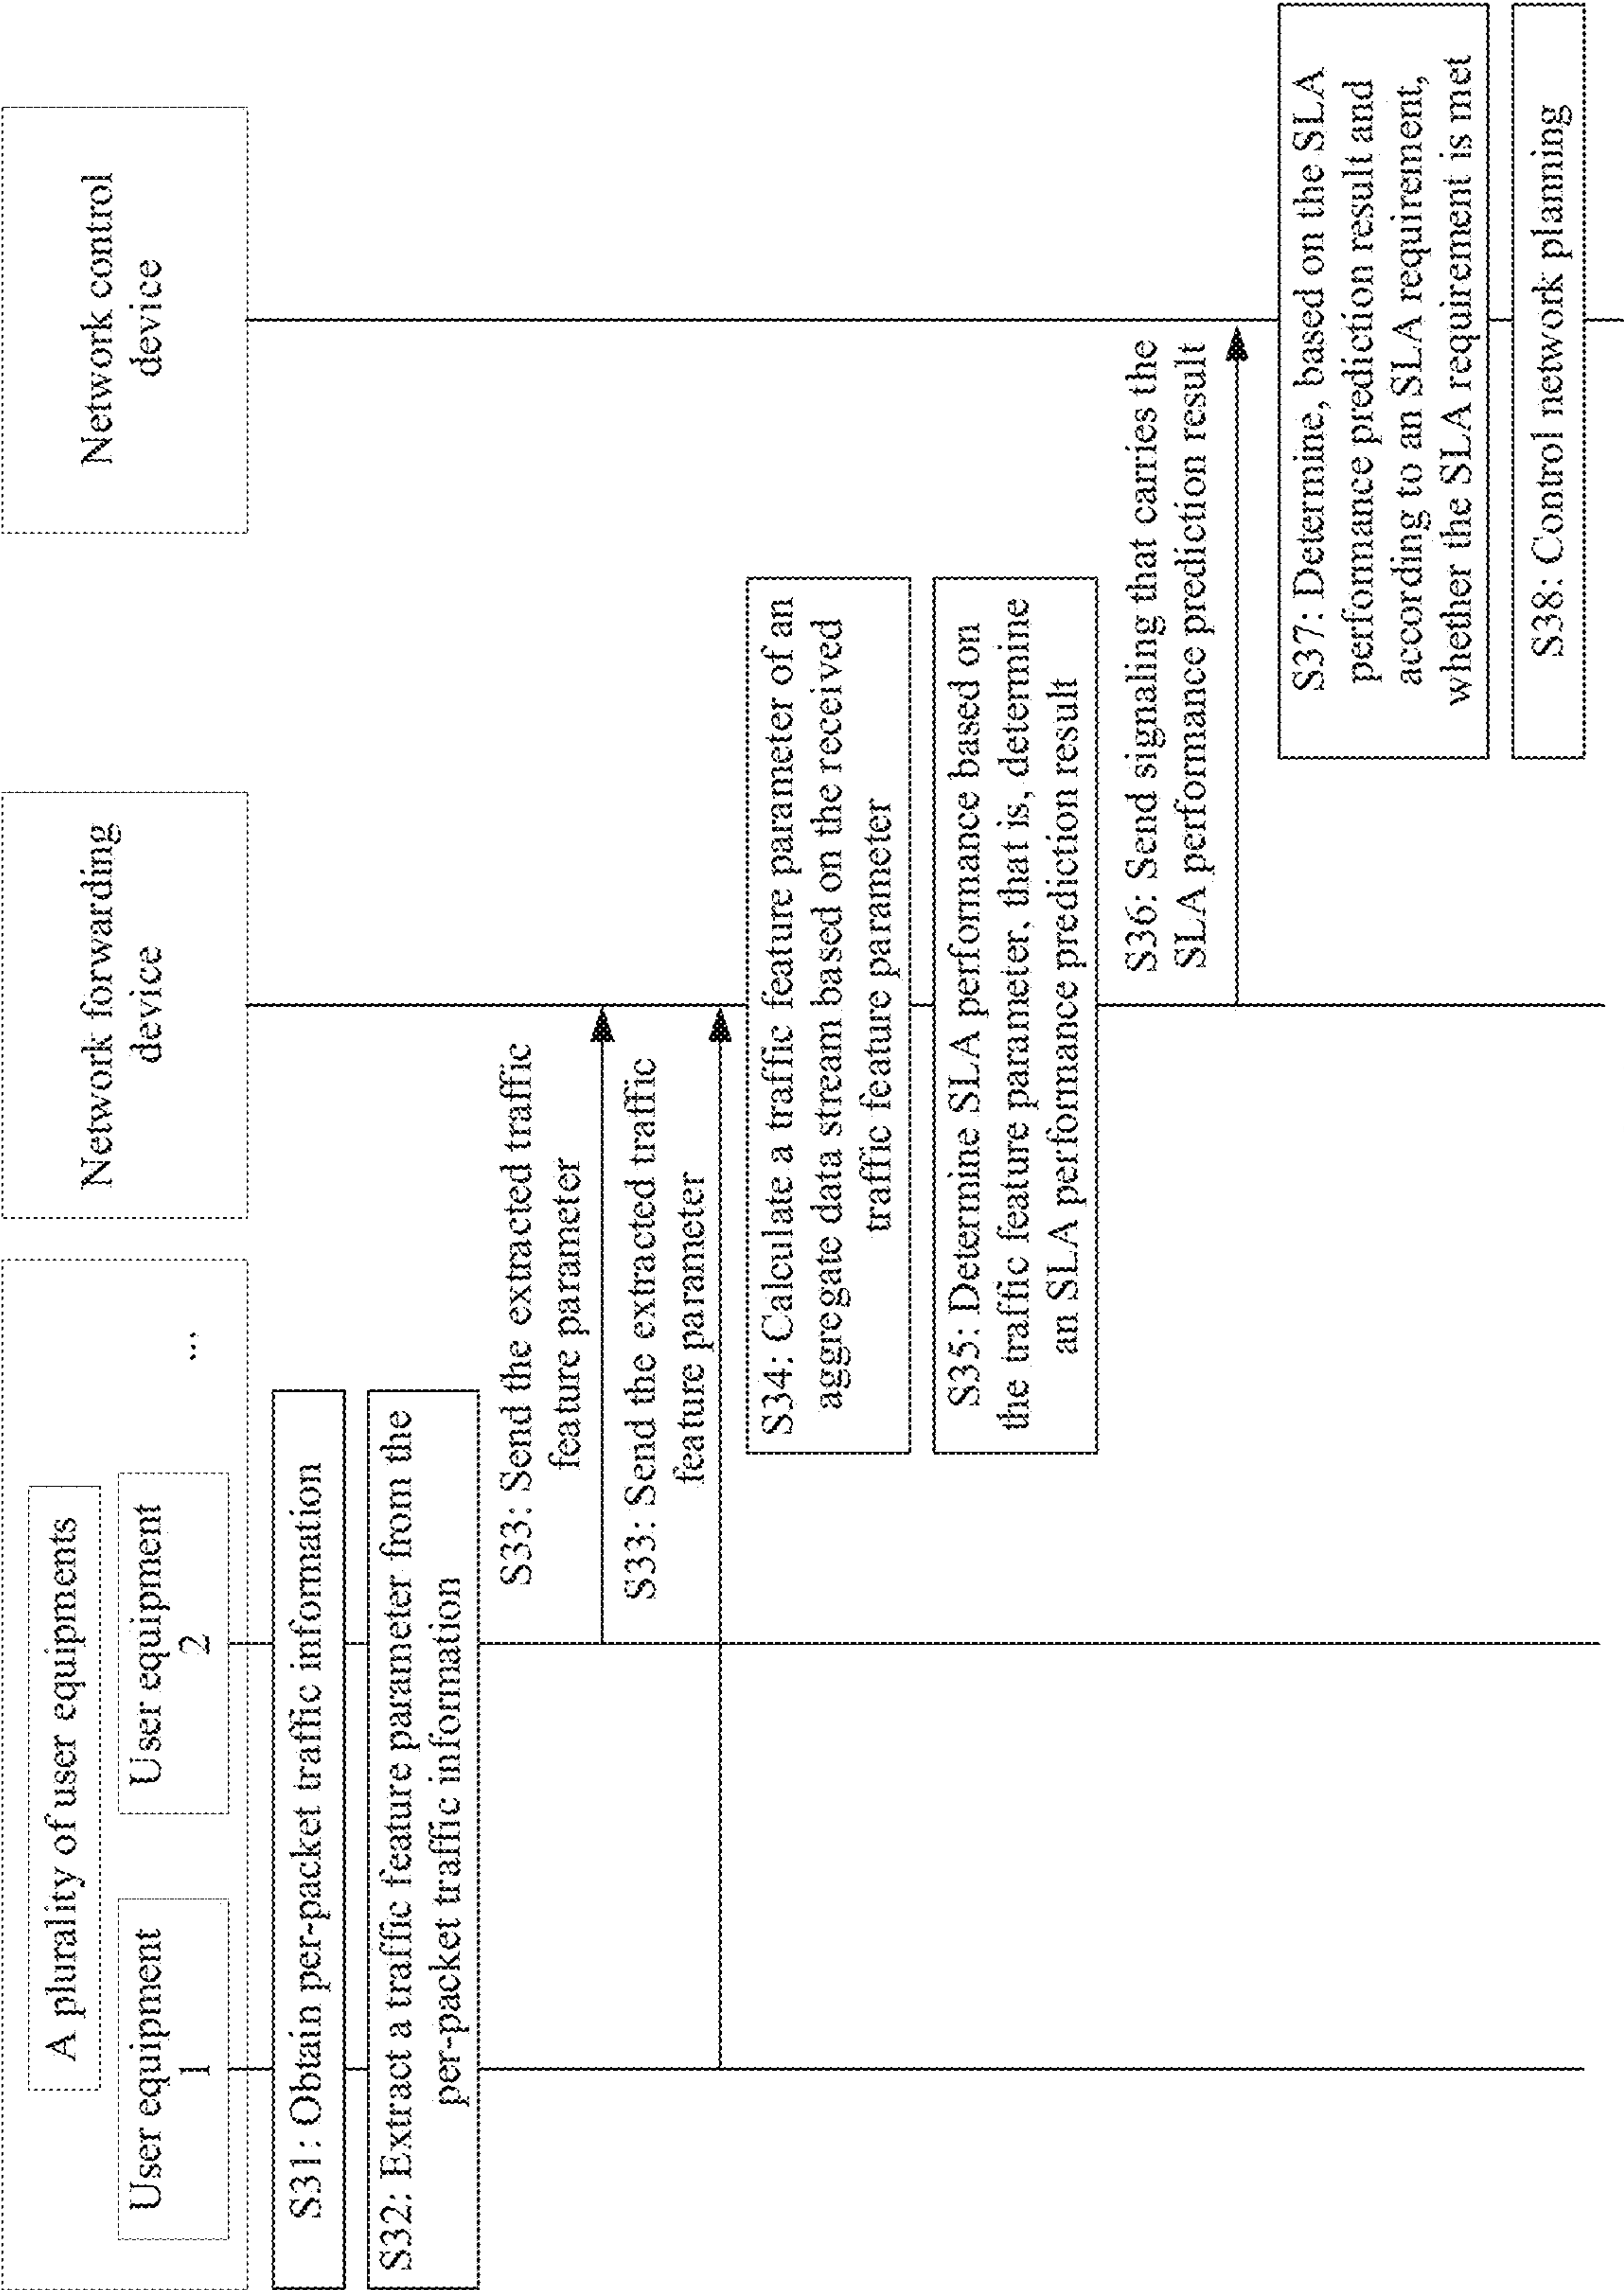 A plurality of user equipments
User equipment
1
User equipment
2
...
Network forwarding
device
Network control
device
S31: Obtain per-packet traffic information
S32: Extract a traffic feature parameter from the
per-packet traffic information
S33: Send the extracted traffic
feature parameter
S33: Send the extracted traffic
feature parameter
S34: Calculate a traffic feature parameter of an
aggregate data stream based on the received
traffic feature parameter
S35: Determine SLA performance based on
the traffic feature parameter, that is, determine
an SLA performance prediction result
S36: Send signaling that carries the
SLA performance prediction result
S37: Determine, based on the SLA
performance prediction result and
according to an SLA requirement,
whether the SLA requirement is met
S38: Control network planning